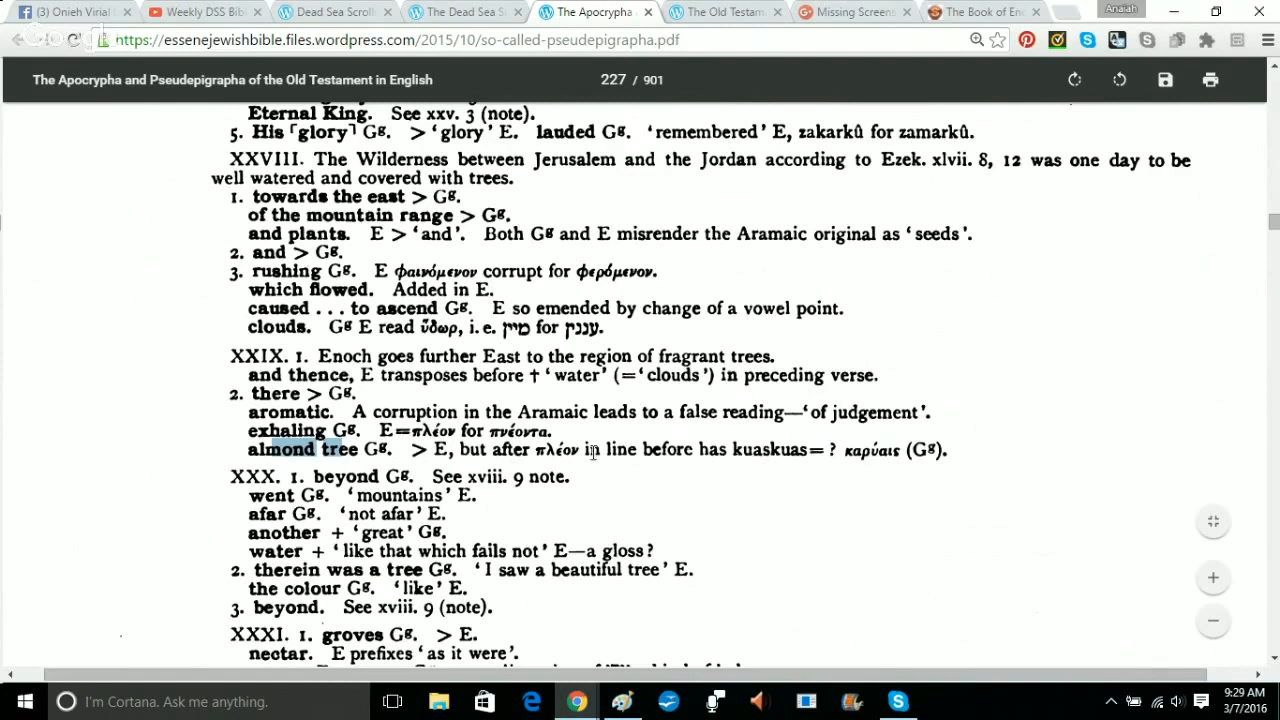 Onieh Virial
Weekly DSS Bib
Dead Sea Scroll
The Dead Sea S
The Apocrypha
The Old Testam
Missing Screens
The Book of En
Anaiah
https://essenejewishbible.files.wordpress.com/2015/10/so-called-pseudepigrapha.pdf
The Apocrypha and Pseudepigrapha of the Old Testament in English
227 / 901
Eternal King. See xxv. 3 (note).
5. His ⌜glory⌝ Gᵍ. > ‘glory’ E. lauded Gᵍ. ‘remembered’ E, zakarkû for zamarkû.
XXVIII. The Wilderness between Jerusalem and the Jordan according to Ezek. xlvii. 8, 12 was one day to be
well watered and covered with trees.
1. towards the east > Gᵍ.
of the mountain range > Gᵍ.
and plants. E > ‘and’. Both Gᵍ and E misrender the Aramaic original as ‘seeds’.
2. and > Gᵍ.
3. rushing Gᵍ. E φαινόμενον corrupt for φερόμενον.
which flowed. Added in E.
caused . . . to ascend Gᵍ. E so emended by change of a vowel point.
clouds. Gᵍ E read ὕδωρ, i.e. מיין for עננין.
XXIX. 1. Enoch goes further East to the region of fragrant trees.
and thence, E transposes before † ‘water’ (= ‘clouds’) in preceding verse.
2. there > Gᵍ.
aromatic. A corruption in the Aramaic leads to a false reading—‘of judgement’.
exhaling Gᵍ. E=πλέον for πνέοντα.
almond tree Gᵍ. > E, but after πλέον in line before has kuaskuas= ? καρύαις (Gᵍ).
XXX. 1. beyond Gᵍ. See xviii. 9 note.
went Gᵍ. ‘mountains’ E.
afar Gᵍ. ‘not afar’ E.
another + ‘great’ Gᵍ.
water + ‘like that which fails not’ E—a gloss?
2. therein was a tree Gᵍ. ‘I saw a beautiful tree’ E.
the colour Gᵍ. ‘like’ E.
3. beyond. See xviii. 9 (note).
XXXI. 1. groves Gᵍ. > E.
nectar. E prefixes ‘as it were’.
I'm Cortana. Ask me anything.
9:29 AM
3/7/2016